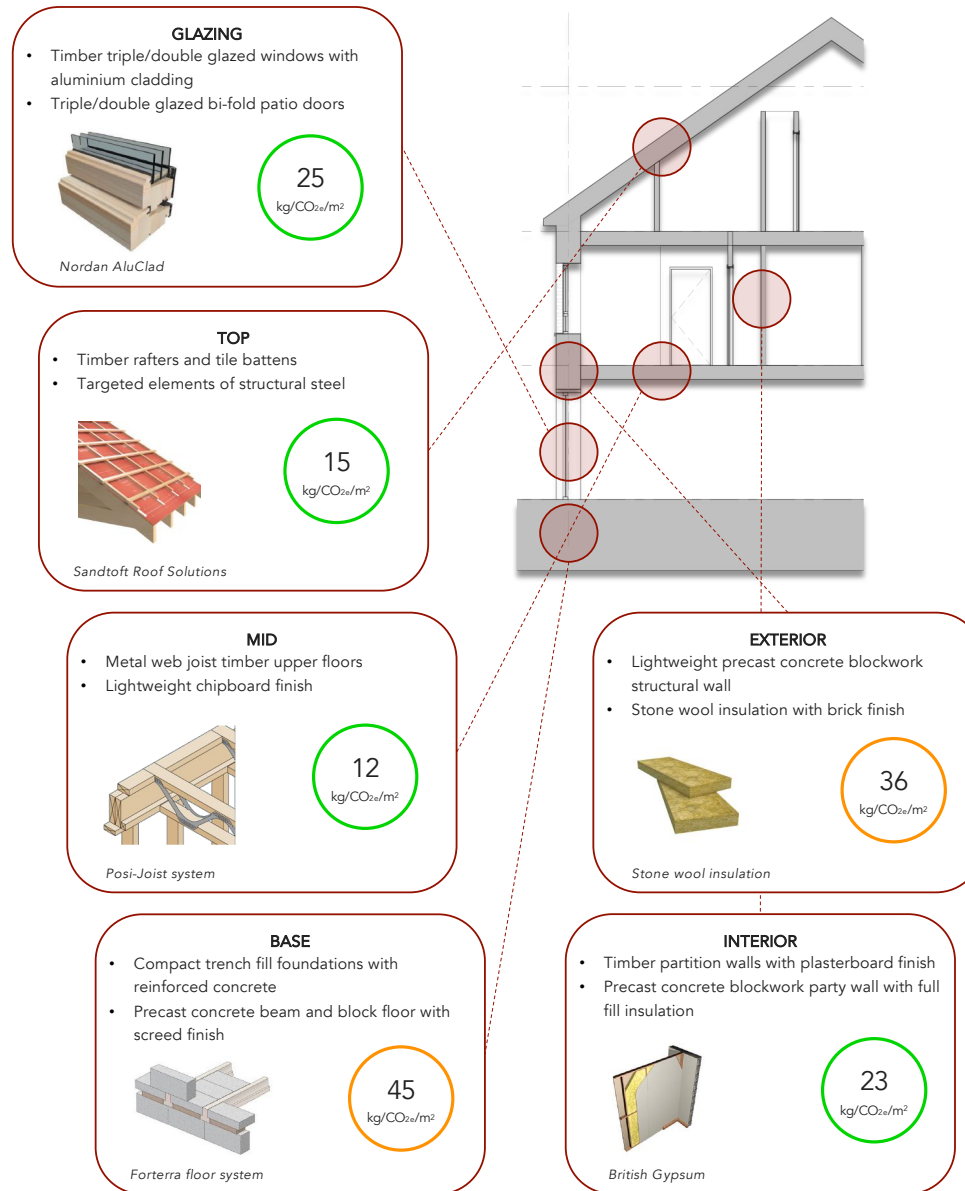 GLAZING
• Timber triple/double glazed windows with
aluminium cladding
• Triple/double glazed bi-fold patio doors
25
kg/CO₂ₑ/m²
Nordan AluClad
TOP
• Timber rafters and tile battens
• Targeted elements of structural steel
15
kg/CO₂ₑ/m²
Sandtoft Roof Solutions
MID
• Metal web joist timber upper floors
• Lightweight chipboard finish
12
kg/CO₂ₑ/m²
Posi-Joist system
EXTERIOR
• Lightweight precast concrete blockwork
structural wall
• Stone wool insulation with brick finish
36
kg/CO₂ₑ/m²
Stone wool insulation
BASE
• Compact trench fill foundations with
reinforced concrete
• Precast concrete beam and block floor with
screed finish
45
kg/CO₂ₑ/m²
Forterra floor system
INTERIOR
• Timber partition walls with plasterboard finish
• Precast concrete blockwork party wall with full
fill insulation
23
kg/CO₂ₑ/m²
British Gypsum